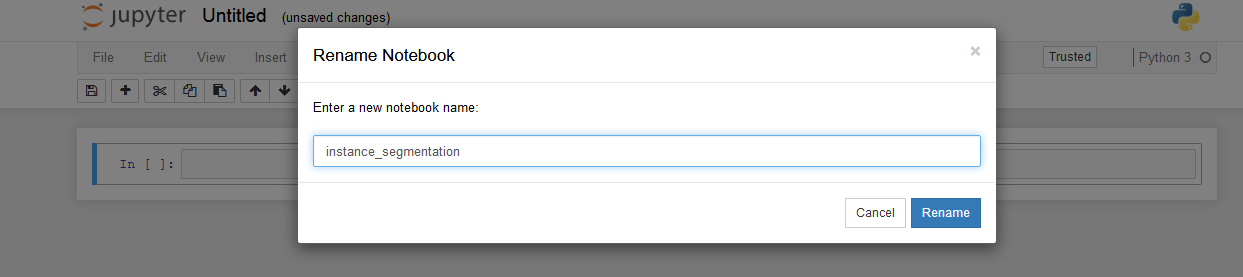 jupyter Untitled (unsaved changes)
Rename Notebook ×
File Edit View Insert Trusted Python 3
Enter a new notebook name:
In [ ]: instance_segmentation
Cancel Rename